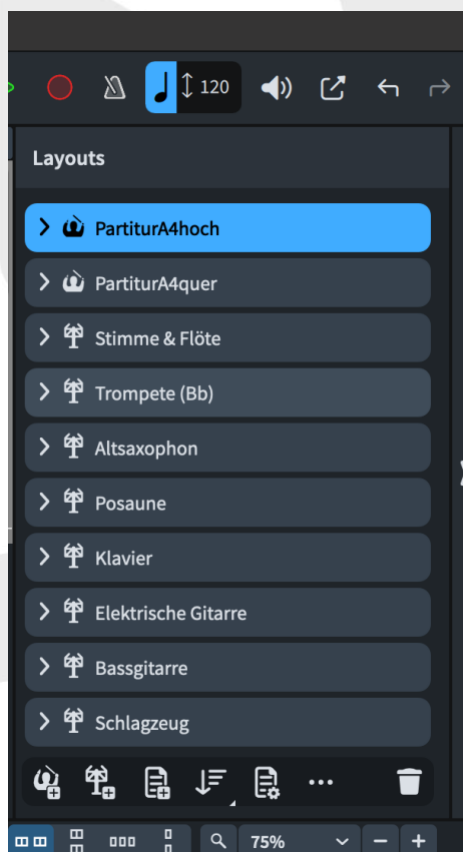 120
Layouts
PartiturA4hoch
PartiturA4quer
Stimme & Flöte
Trompete (Bb)
Altsaxophon
Posaune
Klavier
Elektrische Gitarre
Bassgitarre
Schlagzeug
75%